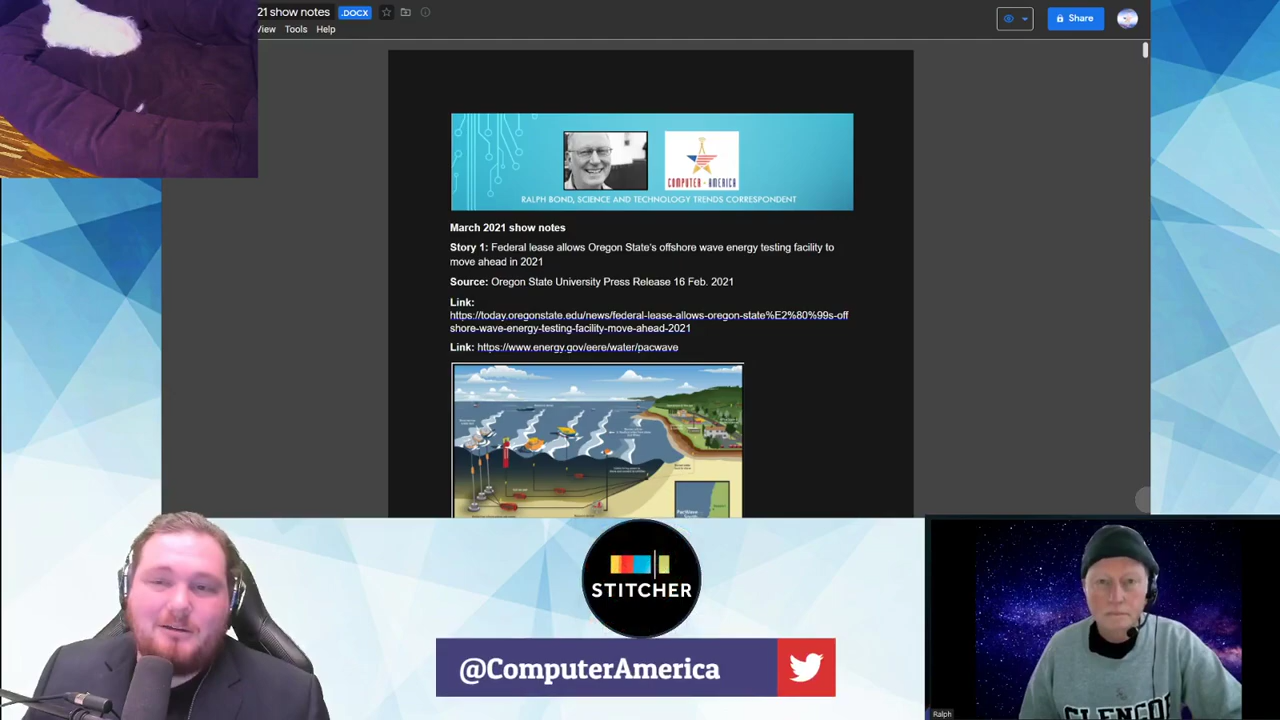 21 show notes
.DOCX
View Tools Help
Share
COMPUTER AMERICA
RALPH BOND, SCIENCE AND TECHNOLOGY TRENDS CORRESPONDENT
March 2021 show notes
Story 1: Federal lease allows Oregon State's offshore wave energy testing facility to
move ahead in 2021
Source: Oregon State University Press Release 16 Feb. 2021
Link:
https://today.oregonstate.edu/news/federal-lease-allows-oregon-state%E2%80%99s-off
shore-wave-energy-testing-facility-move-ahead-2021
Link: https://www.energy.gov/eere/water/pacwave
STITCHER
@ComputerAmerica
Ralph
GLENCOE